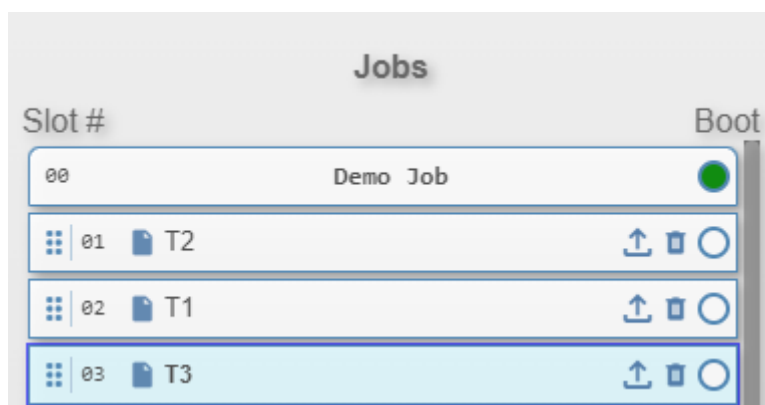 Jobs
Slot # Boot
00 Demo Job
01 T2
02 T1
03 T3